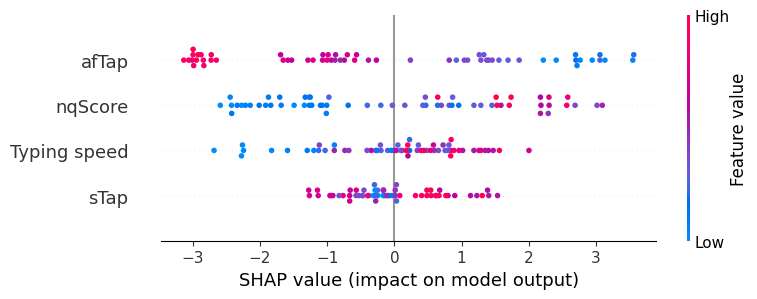 High
afTap
nqScore
Typing speed
sTap
Feature value
Low
−3 −2 −1 0 1 2 3
SHAP value (impact on model output)